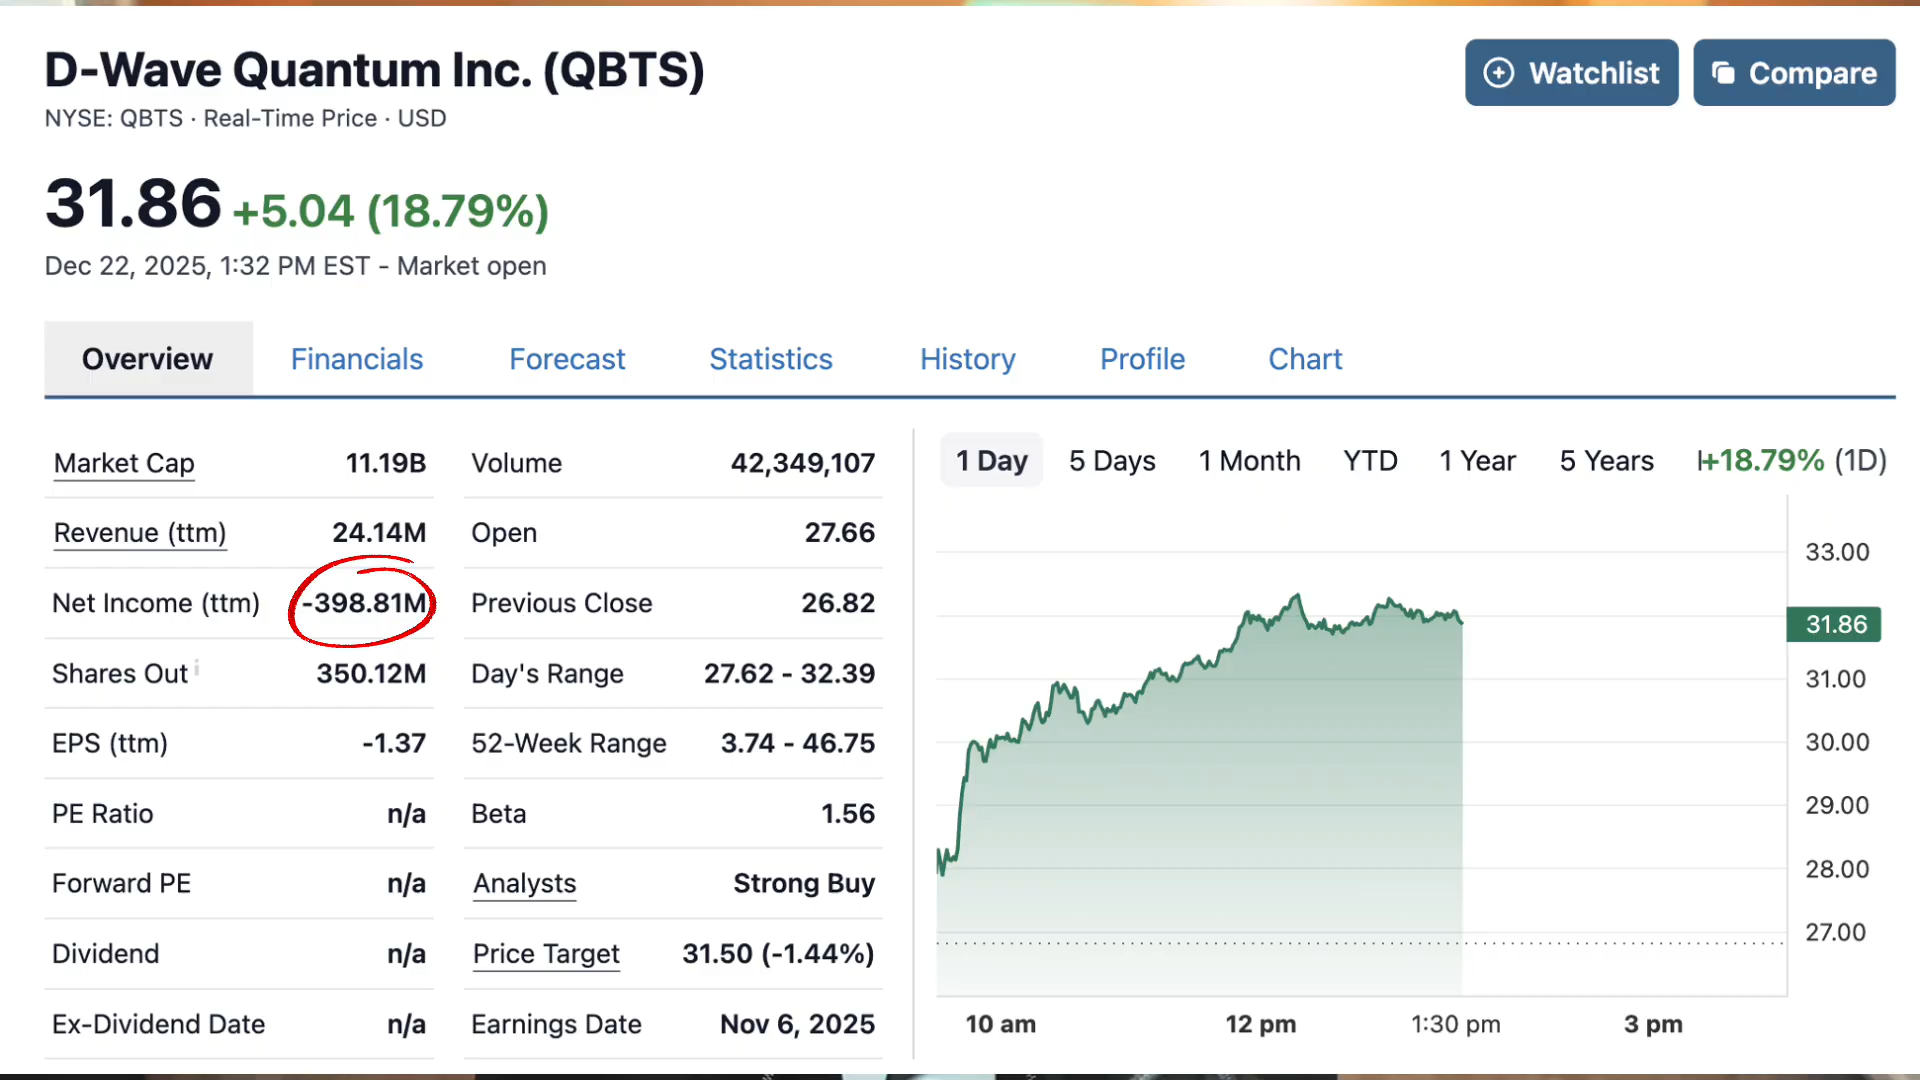 D-Wave Quantum Inc. (QBTS)
Watchlist
Compare
NYSE: QBTS · Real-Time Price · USD
31.86 +5.04 (18.79%)
Dec 22, 2025, 1:32 PM EST - Market open
Overview
Financials
Forecast
Statistics
History
Profile
Chart
Market Cap 11.19B
Revenue (ttm) 24.14M
Net Income (ttm) -398.81M
Shares Out 350.12M
EPS (ttm) -1.37
PE Ratio n/a
Forward PE n/a
Dividend n/a
Ex-Dividend Date n/a
Volume 42,349,107
Open 27.66
Previous Close 26.82
Day's Range 27.62 - 32.39
52-Week Range 3.74 - 46.75
Beta 1.56
Analysts Strong Buy
Price Target 31.50 (-1.44%)
Earnings Date Nov 6, 2025
1 Day 5 Days 1 Month YTD 1 Year 5 Years +18.79% (1D)
33.00
31.86
31.00
30.00
29.00
28.00
27.00
10 am 12 pm 1:30 pm 3 pm